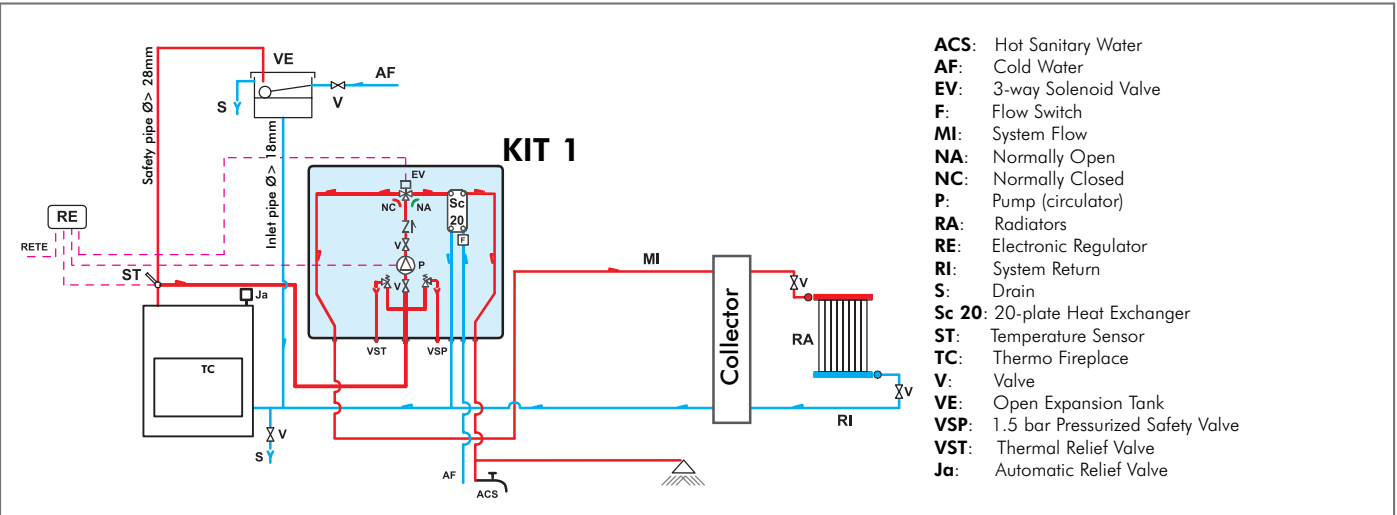 VE
AF
S
V
Safety pipe Ø> 28mm
Inlet pipe Ø> 18mm
KIT 1
EV
NC
NA
Sc
20
F
V
P
V
RE
RETE
ST
Ja
VST
VSP
MI
Collector
V
RA
V
RI
TC
V
S
AF
ACS
ACS: Hot Sanitary Water
AF: Cold Water
EV: 3-way Solenoid Valve
F: Flow Switch
MI: System Flow
NA: Normally Open
NC: Normally Closed
P: Pump (circulator)
RA: Radiators
RE: Electronic Regulator
RI: System Return
S: Drain
Sc 20: 20-plate Heat Exchanger
ST: Temperature Sensor
TC: Thermo Fireplace
V: Valve
VE: Open Expansion Tank
VSP: 1.5 bar Pressurized Safety Valve
VST: Thermal Relief Valve
Ja: Automatic Relief Valve